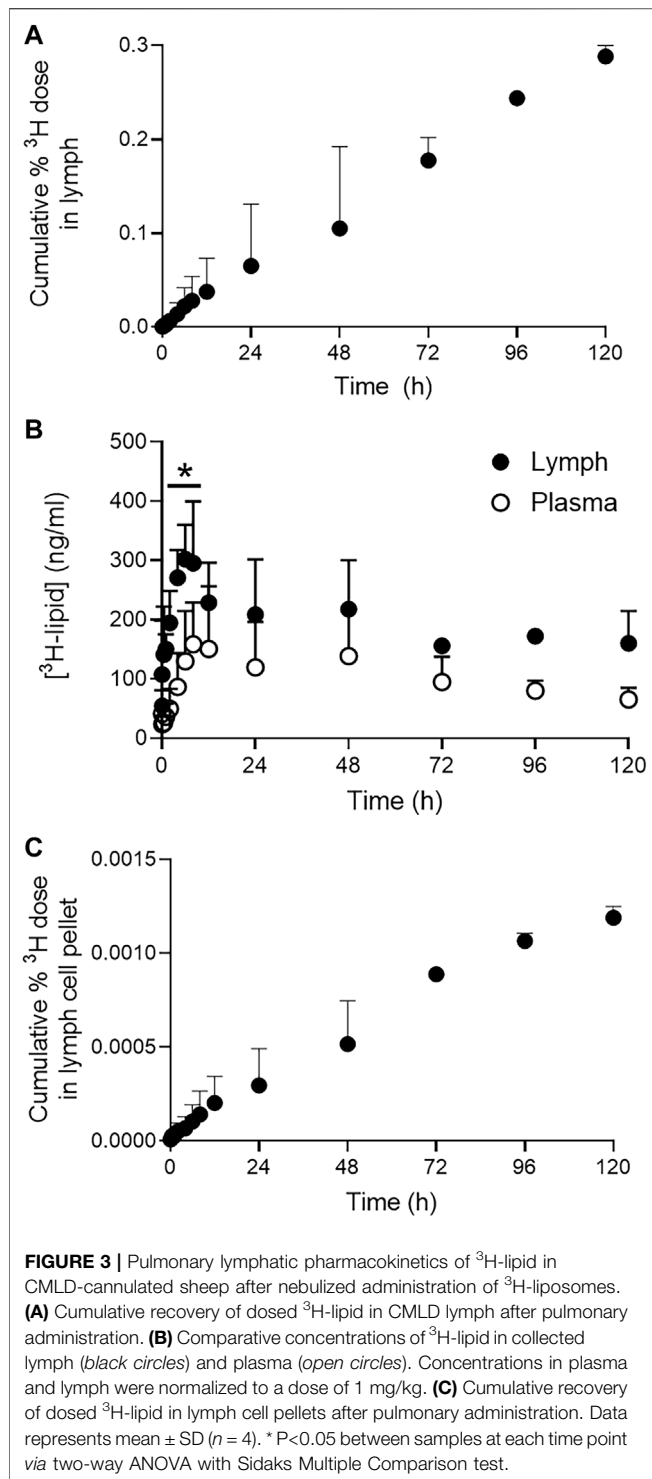 A
Cumulative % ³H dose
in lymph
0.3
0.2
0.1
0.0
0 24 48 72 96 120
Time (h)
B
[³H-lipid] (ng/ml)
500
400
300
200
100
0
*
Lymph
Plasma
0 24 48 72 96 120
Time (h)
C
Cumulative % ³H dose
in lymph cell pellet
0.0015
0.0010
0.0005
0.0000
0 24 48 72 96 120
Time (h)
FIGURE 3 | Pulmonary lymphatic pharmacokinetics of ³H-lipid in
CMLD-cannulated sheep after nebulized administration of ³H-liposomes.
(A) Cumulative recovery of dosed ³H-lipid in CMLD lymph after pulmonary
administration. (B) Comparative concentrations of ³H-lipid in collected
lymph (black circles) and plasma (open circles). Concentrations in plasma
and lymph were normalized to a dose of 1 mg/kg. (C) Cumulative recovery
of dosed ³H-lipid in lymph cell pellets after pulmonary administration. Data
represents mean ± SD (n = 4). * P<0.05 between samples at each time point
via two-way ANOVA with Sidaks Multiple Comparison test.